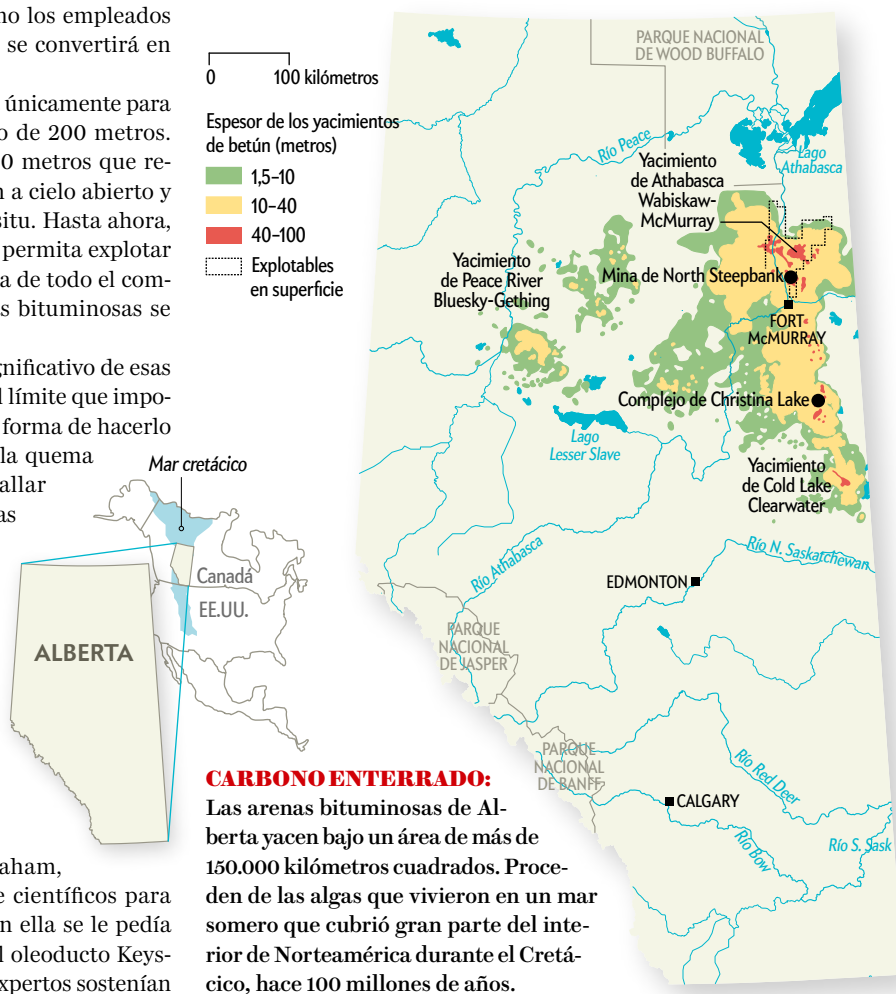 no los empleados
se convertirá en
únicamente para
o de 200 metros.
0 metros que re-
n a cielo abierto y
situ. Hasta ahora,
permita explotar
a de todo el com-
as bituminosas se
gnificativo de esas
l límite que impo-
forma de hacerlo
la quema
allar
as
0 100 kilómetros
Espesor de los yacimientos
de betún (metros)
1,5–10
10–40
40–100
Explotables
en superficie
PARQUE NACIONAL
DE WOOD BUFFALO
Río Peace
Lago
Athabasca
Yacimiento
de Athabasca
Wabiskaw-
McMurray
Yacimiento
de Peace River
Bluesky-Gething
Mina de North Steepbank
FORT
McMURRAY
Complejo de Christina Lake
Lago
Lesser Slave
Yacimiento
de Cold Lake
Clearwater
Río Athabasca
Río N. Saskatchewan
EDMONTON
PARQUE
NACIONAL
DE JASPER
PARQUE
NACIONAL
DE BANFF
CALGARY
Río Red Deer
Río Bow
Río S. Sask
Mar cretácico
Canadá
EE.UU.
ALBERTA
CARBONO ENTERRADO:
Las arenas bituminosas de Al-
berta yacen bajo un área de más de
150.000 kilómetros cuadrados. Proce-
den de las algas que vivieron en un mar
somero que cubrió gran parte del inte-
rior de Norteamérica durante el Cretá-
cico, hace 100 millones de años.
aham,
e científicos para
n ella se le pedía
l oleoducto Keys-
xpertos sostenían